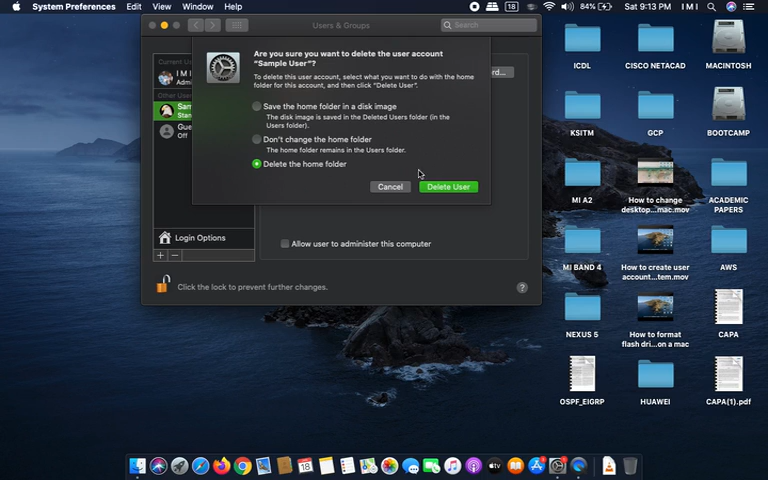 System Preferences Edit View Window Help
18
84%
Sat 9:13 PM I M I
Users & Groups
Search
Are you sure you want to delete the user account
“Sample User”?
To delete this user account, select what you want to do with the home
folder for this account, and then click “Delete User”.
Save the home folder in a disk image
The disk image is saved in the Deleted Users folder (in the
Users folder).
Don't change the home folder
The home folder remains in the Users folder.
Delete the home folder
Cancel
Delete User
Current Us
I M I
Admi
Other Users
Sam
Stan
Gue
Off
rd...
Login Options
+ −
Allow user to administer this computer
Click the lock to prevent further changes.
?
ICDL
CISCO NETACAD
MACINTOSH
KSITM
GCP
BOOTCAMP
MI A2
How to change
desktop...mac.mov
ACADEMIC
PAPERS
MI BAND 4
How to create user
account...tem.mov
AWS
NEXUS 5
How to format
flash dri...on a mac
CAPA
OSPF_EIGRP
HUAWEI
CAPA(1).pdf
18
tv